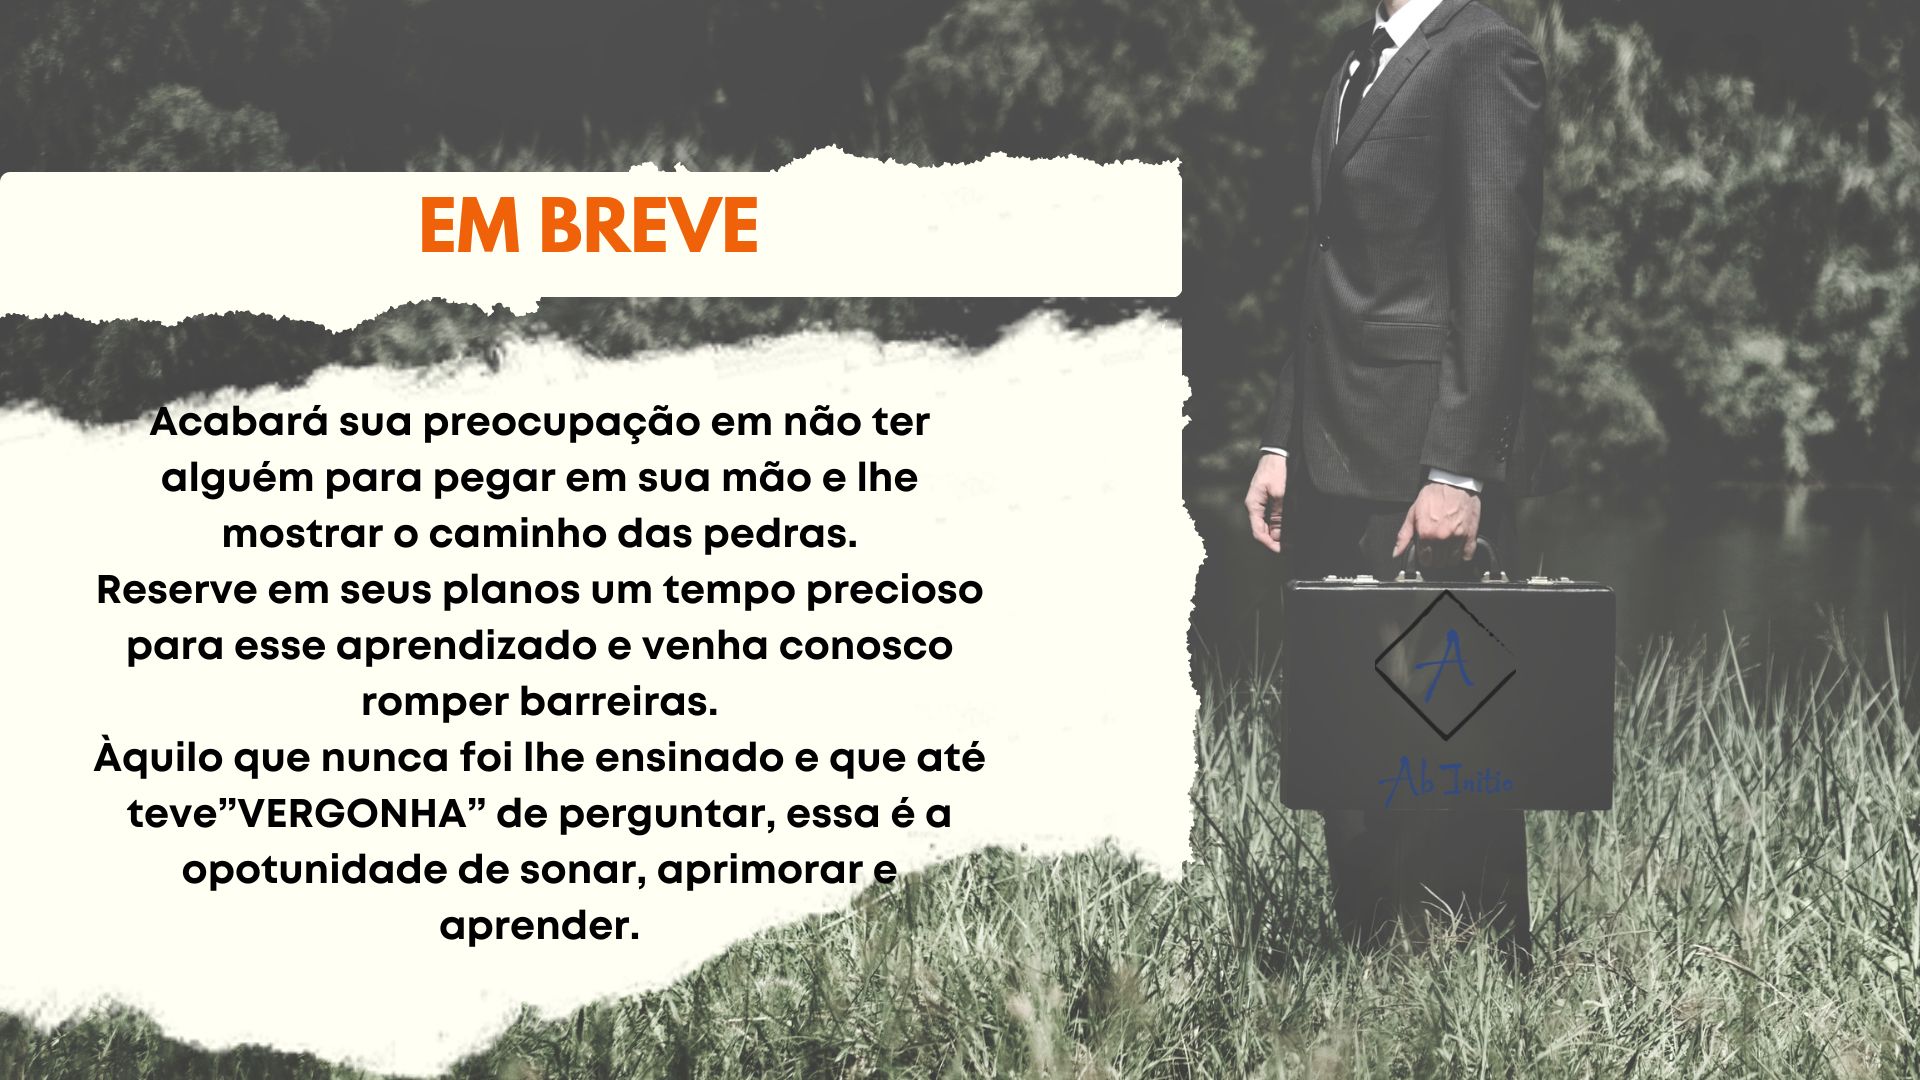 EM BREVE
Acabará sua preocupação em não ter
alguém para pegar em sua mão e lhe
mostrar o caminho das pedras.
Reserve em seus planos um tempo precioso
para esse aprendizado e venha conosco
romper barreiras.
Àquilo que nunca foi lhe ensinado e que até
teve”VERGONHA” de perguntar, essa é a
opotunidade de sonar, aprimorar e
aprender.
A
Ab Initio